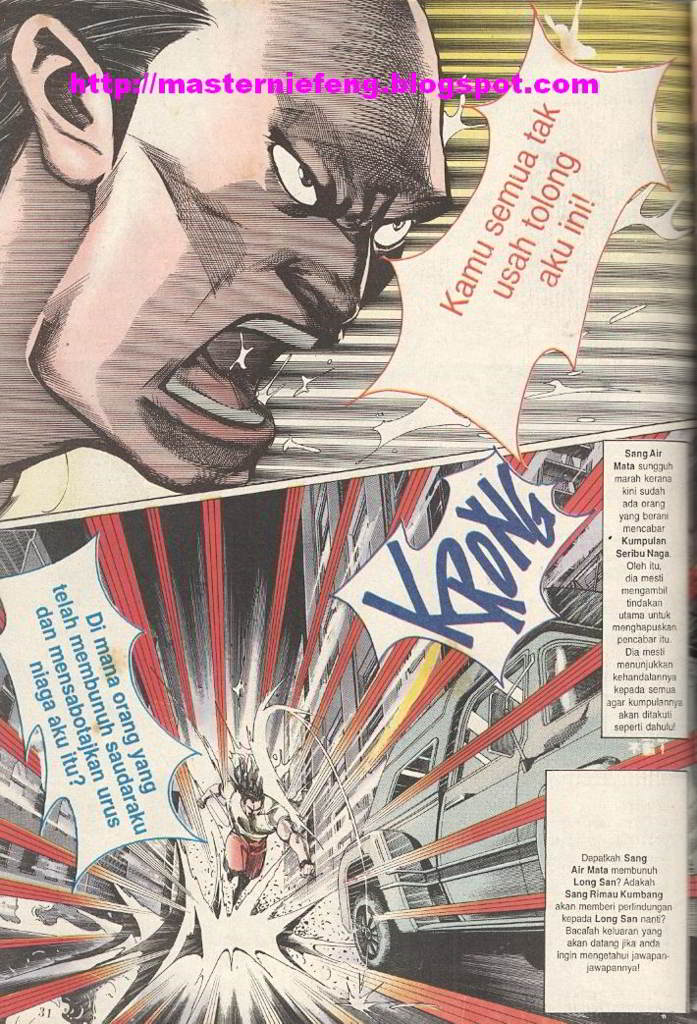 http://masterniefeng.blogspot.com
Kamu semua tak
usah tolong
aku ini!
KRONG
Sang Air
Mata sungguh
marah kerana
kini sudah
ada orang
yang berani
mencabar
Kumpulan
Seribu Naga.
Oleh itu,
dia mesti
mengambil
tindakan
utama untuk
menghapuskan
pencabar itu.
Dia mesti
menunjukkan
kehandalannya
kepada semua
agar kumpulannya
akan ditakuti
seperti dahulu!
Di mana orang yang
telah membunuh saudaraku
dan mensabotajkan urus
niaga aku itu?
Dapatkah Sang
Air Mata membunuh
Long San? Adakah
Sang Rimau Kumbang
akan memberi perlindungan
kepada Long San nanti?
Bacalah keluaran yang
akan datang jika anda
ingin mengetahui jawapan-
jawapannya!
31